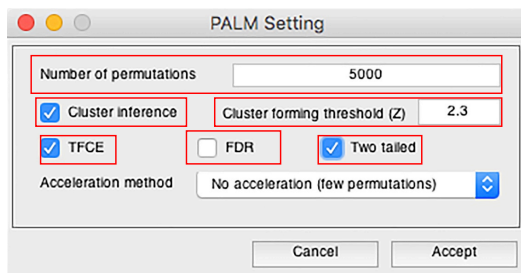 PALM Setting
Number of permutations 5000
Cluster inference Cluster forming threshold (Z) 2.3
TFCE FDR Two tailed
Acceleration method No acceleration (few permutations)
Cancel Accept